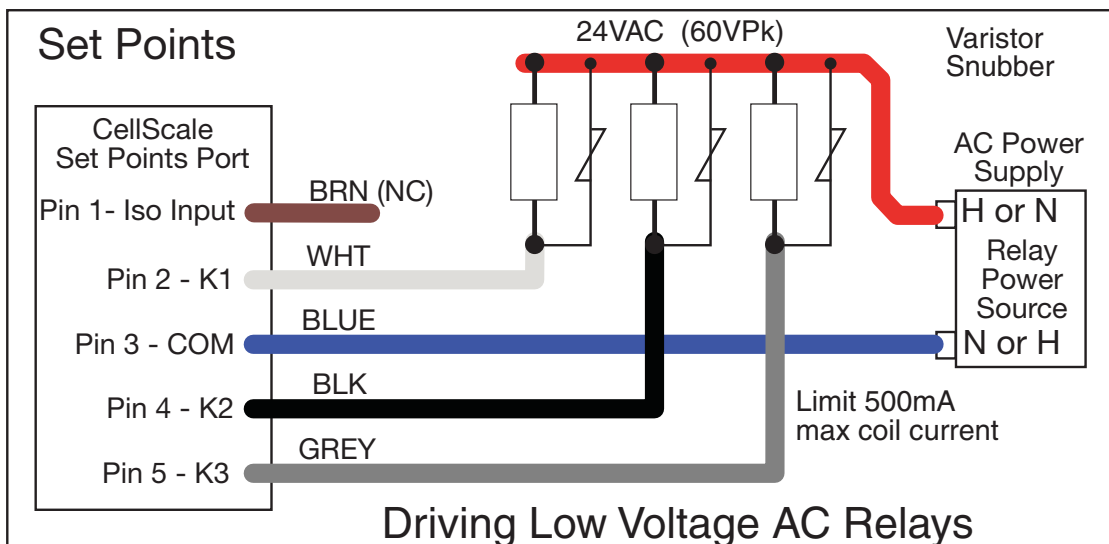 Set Points
24VAC (60VPk)
Varistor
Snubber
CellScale
Set Points Port
AC Power
Supply
Pin 1- Iso Input
BRN (NC)
H or N
WHT
Relay
Power
Source
Pin 2 - K1
BLUE
Pin 3 - COM
N or H
BLK
Pin 4 - K2
Limit 500mA
max coil current
GREY
Pin 5 - K3
Driving Low Voltage AC Relays